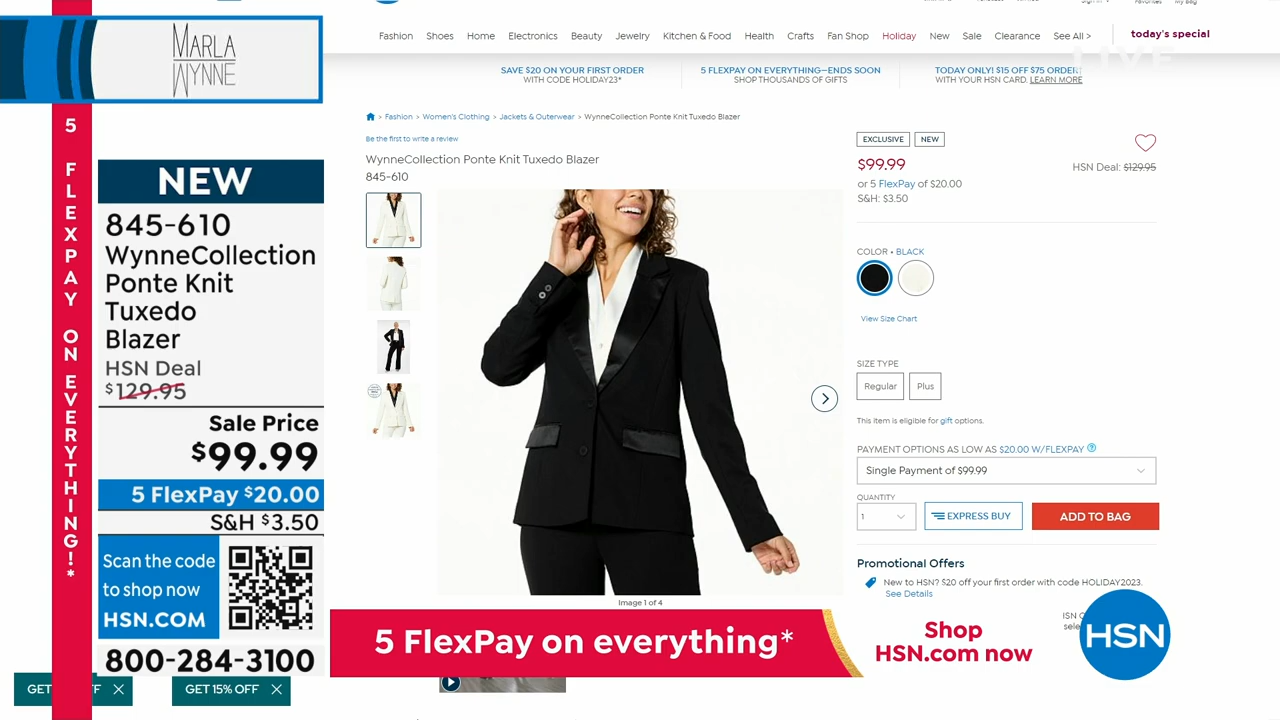 MARLA
WYNNE
5 FLEXPAY ON EVERYTHING!*
NEW
845-610
WynneCollection
Ponte Knit
Tuxedo
Blazer
HSN Deal
$129.95
Sale Price
$99.99
5 FlexPay $20.00
S&H $3.50
Scan the code
to shop now
HSN.COM
800-284-3100
GET
FF
GET 15% OFF
Fashion Shoes Home Electronics Beauty Jewelry Kitchen & Food Health Crafts Fan Shop Holiday New Sale Clearance See All > today's special
LIVE
SAVE $20 ON YOUR FIRST ORDER
WITH CODE HOLIDAY23*
5 FLEXPAY ON EVERYTHING—ENDS SOON
SHOP THOUSANDS OF GIFTS
TODAY ONLY! $15 OFF $75 ORDER†
WITH YOUR HSN CARD. LEARN MORE
> Fashion > Women's Clothing > Jackets & Outerwear > WynneCollection Ponte Knit Tuxedo Blazer
Be the first to write a review
WynneCollection Ponte Knit Tuxedo Blazer
845-610
Image 1 of 4
EXCLUSIVE NEW
$99.99
HSN Deal: $129.95
or 5 FlexPay of $20.00
S&H: $3.50
COLOR • BLACK
View Size Chart
SIZE TYPE
Regular Plus
This item is eligible for gift options.
PAYMENT OPTIONS AS LOW AS $20.00 W/FLEXPAY
Single Payment of $99.99
QUANTITY
1
EXPRESS BUY
ADD TO BAG
Promotional Offers
New to HSN? $20 off your first order with code HOLIDAY2023.
See Details
5 FlexPay on everything*
Shop
HSN.com now
HSN